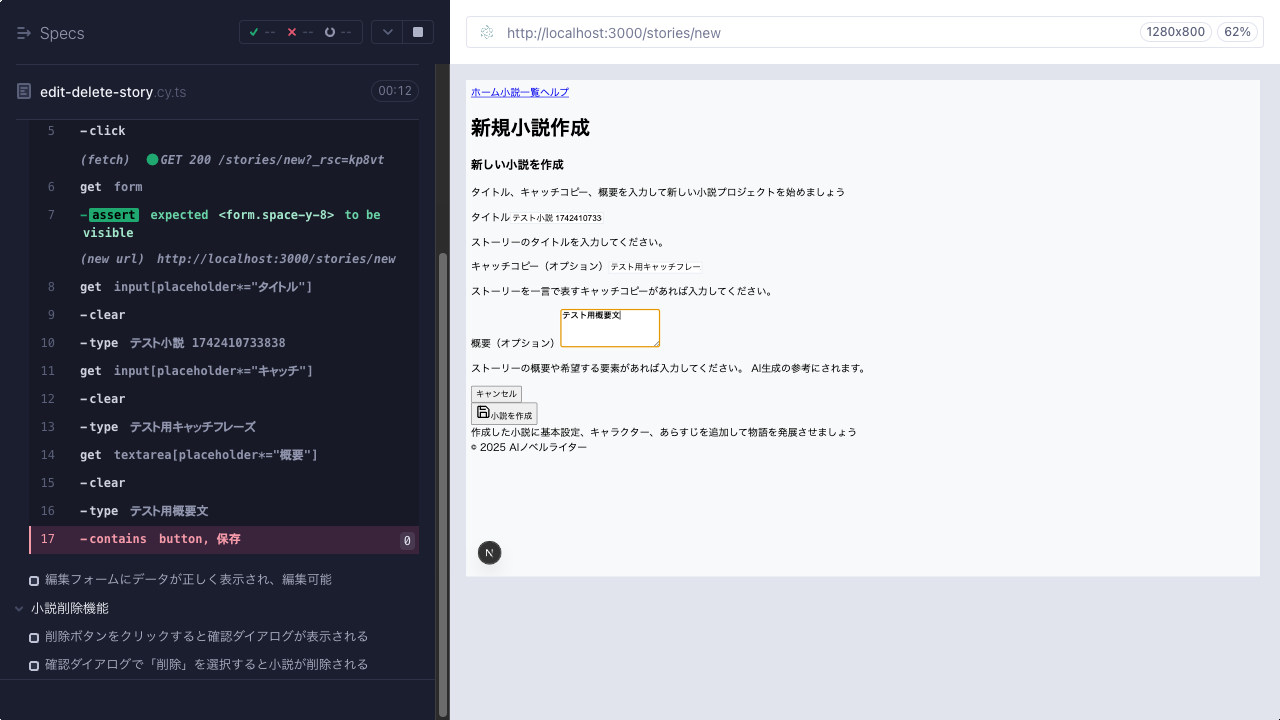 Specs
-- -- --
edit-delete-story.cy.ts 00:12
5 -click
(fetch) GET 200 /stories/new?_rsc=kp8vt
6 get form
7 -assert expected <form.space-y-8> to be
visible
(new url) http://localhost:3000/stories/new
8 get input[placeholder*="タイトル"]
9 -clear
10 -type テスト小説 1742410733838
11 get input[placeholder*="キャッチ"]
12 -clear
13 -type テスト用キャッチフレーズ
14 get textarea[placeholder*="概要"]
15 -clear
16 -type テスト用概要文
17 -contains button, 保存 0
編集フォームにデータが正しく表示され、編集可能
小説削除機能
削除ボタンをクリックすると確認ダイアログが表示される
確認ダイアログで「削除」を選択すると小説が削除される
http://localhost:3000/stories/new 1280x800 62%
ホーム小説一覧ヘルプ
新規小説作成
新しい小説を作成
タイトル、キャッチコピー、概要を入力して新しい小説プロジェクトを始めましょう
タイトル テスト小説 1742410733
ストーリーのタイトルを入力してください。
キャッチコピー（オプション） テスト用キャッチフレー
ストーリーを一言で表すキャッチコピーがあれば入力してください。
テスト用概要文
概要（オプション）
ストーリーの概要や希望する要素があれば入力してください。 AI生成の参考にされます。
キャンセル
小説を作成
作成した小説に基本設定、キャラクター、あらすじを追加して物語を発展させましょう
© 2025 AIノベルライター
N